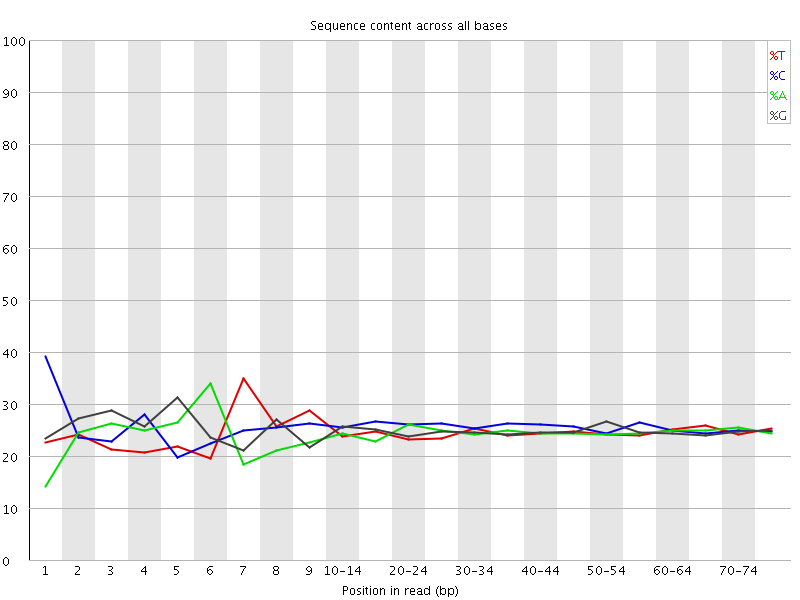 Sequence content across all bases
100
90
80
70
60
50
40
30
20
10
0
%T
%C
%A
%G
1 2 3 4 5 6 7 8 9 10-14 20-24 30-34 40-44 50-54 60-64 70-74
Position in read (bp)